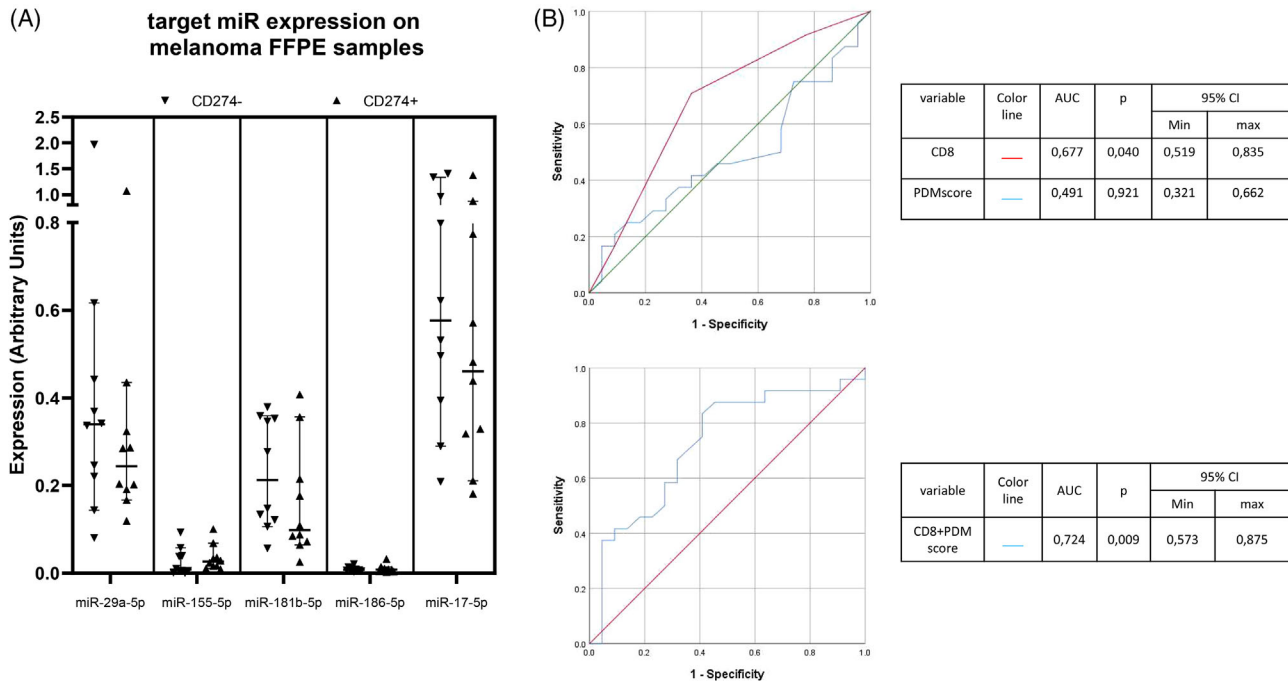 (A)
target miR expression on
melanoma FFPE samples
CD274-
CD274+
Expression (Arbitrary Units)
2.5
2.0
1.5
1.0
0.8
0.6
0.4
0.2
0.0
miR-29a-5p
miR-155-5p
miR-181b-5p
miR-186-5p
miR-17-5p
(B)
Sensitivity
1.0
0.8
0.6
0.4
0.2
0.0
0.0 0.2 0.4 0.6 0.8 1.0
1 - Specificity
variable Color line AUC p 95% CI
Min max
CD8 0,677 0,040 0,519 0,835
PDMscore 0,491 0,921 0,321 0,662
Sensitivity
1.0
0.8
0.6
0.4
0.2
0.0
0.0 0.2 0.4 0.6 0.8 1.0
1 - Specificity
variable Color line AUC p 95% CI
Min max
CD8+PDM score 0,724 0,009 0,573 0,875